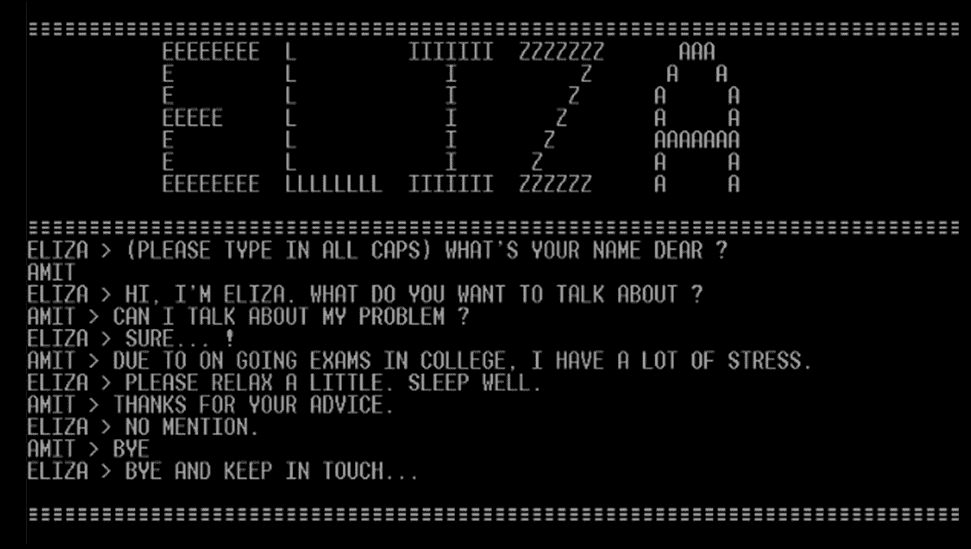 ==============================================================================
EEEEEEEE  L         IIIIIII  ZZZZZZZ      AAA
E         L            I          Z      A   A
E         L            I         Z      A     A
EEEEE     L            I        Z       A     A
E         L            I       Z        AAAAAAA
E         L            I      Z         A     A
EEEEEEEE  LLLLLLLL  IIIIIII  ZZZZZZ     A     A
==============================================================================
ELIZA > (PLEASE TYPE IN ALL CAPS) WHAT'S YOUR NAME DEAR ?
AMIT
ELIZA > HI, I'M ELIZA. WHAT DO YOU WANT TO TALK ABOUT ?
AMIT > CAN I TALK ABOUT MY PROBLEM ?
ELIZA > SURE... !
AMIT > DUE TO ON GOING EXAMS IN COLLEGE, I HAVE A LOT OF STRESS.
ELIZA > PLEASE RELAX A LITTLE. SLEEP WELL.
AMIT > THANKS FOR YOUR ADVICE.
ELIZA > NO MENTION.
AMIT > BYE
ELIZA > BYE AND KEEP IN TOUCH...
==============================================================================